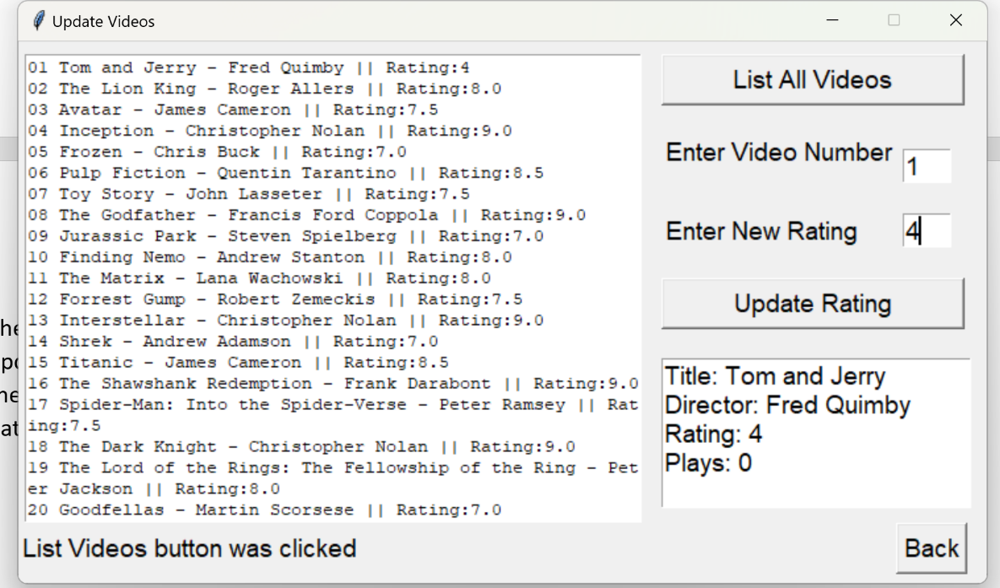 Update Videos
01 Tom and Jerry - Fred Quimby || Rating:4
02 The Lion King - Roger Allers || Rating:8.0
03 Avatar - James Cameron || Rating:7.5
04 Inception - Christopher Nolan || Rating:9.0
05 Frozen - Chris Buck || Rating:7.0
06 Pulp Fiction - Quentin Tarantino || Rating:8.5
07 Toy Story - John Lasseter || Rating:7.5
08 The Godfather - Francis Ford Coppola || Rating:9.0
09 Jurassic Park - Steven Spielberg || Rating:7.0
10 Finding Nemo - Andrew Stanton || Rating:8.0
11 The Matrix - Lana Wachowski || Rating:8.0
12 Forrest Gump - Robert Zemeckis || Rating:7.5
13 Interstellar - Christopher Nolan || Rating:9.0
14 Shrek - Andrew Adamson || Rating:7.0
15 Titanic - James Cameron || Rating:8.5
16 The Shawshank Redemption - Frank Darabont || Rating:9.0
17 Spider-Man: Into the Spider-Verse - Peter Ramsey || Rat
ing:7.5
18 The Dark Knight - Christopher Nolan || Rating:9.0
19 The Lord of the Rings: The Fellowship of the Ring - Pet
er Jackson || Rating:8.0
20 Goodfellas - Martin Scorsese || Rating:7.0
List All Videos
Enter Video Number 1
Enter New Rating 4
Update Rating
Title: Tom and Jerry
Director: Fred Quimby
Rating: 4
Plays: 0
List Videos button was clicked
Back